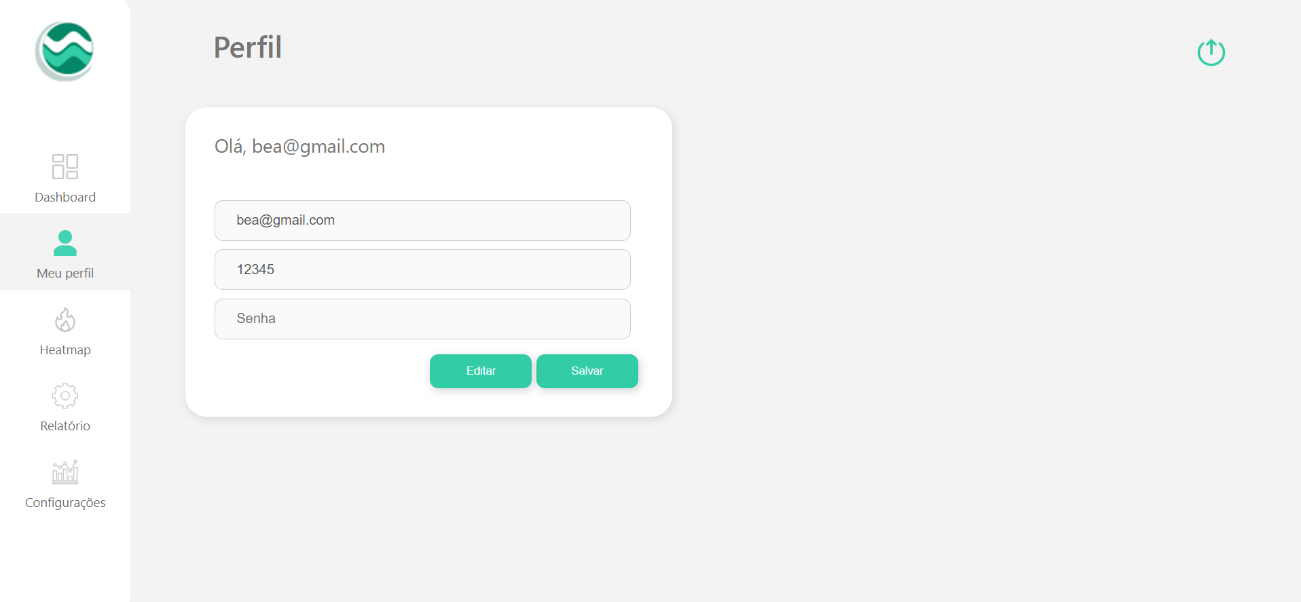 Perfil
Olá, bea@gmail.com
bea@gmail.com
12345
Senha
Editar Salvar
Dashboard
Meu perfil
Heatmap
Relatório
Configurações